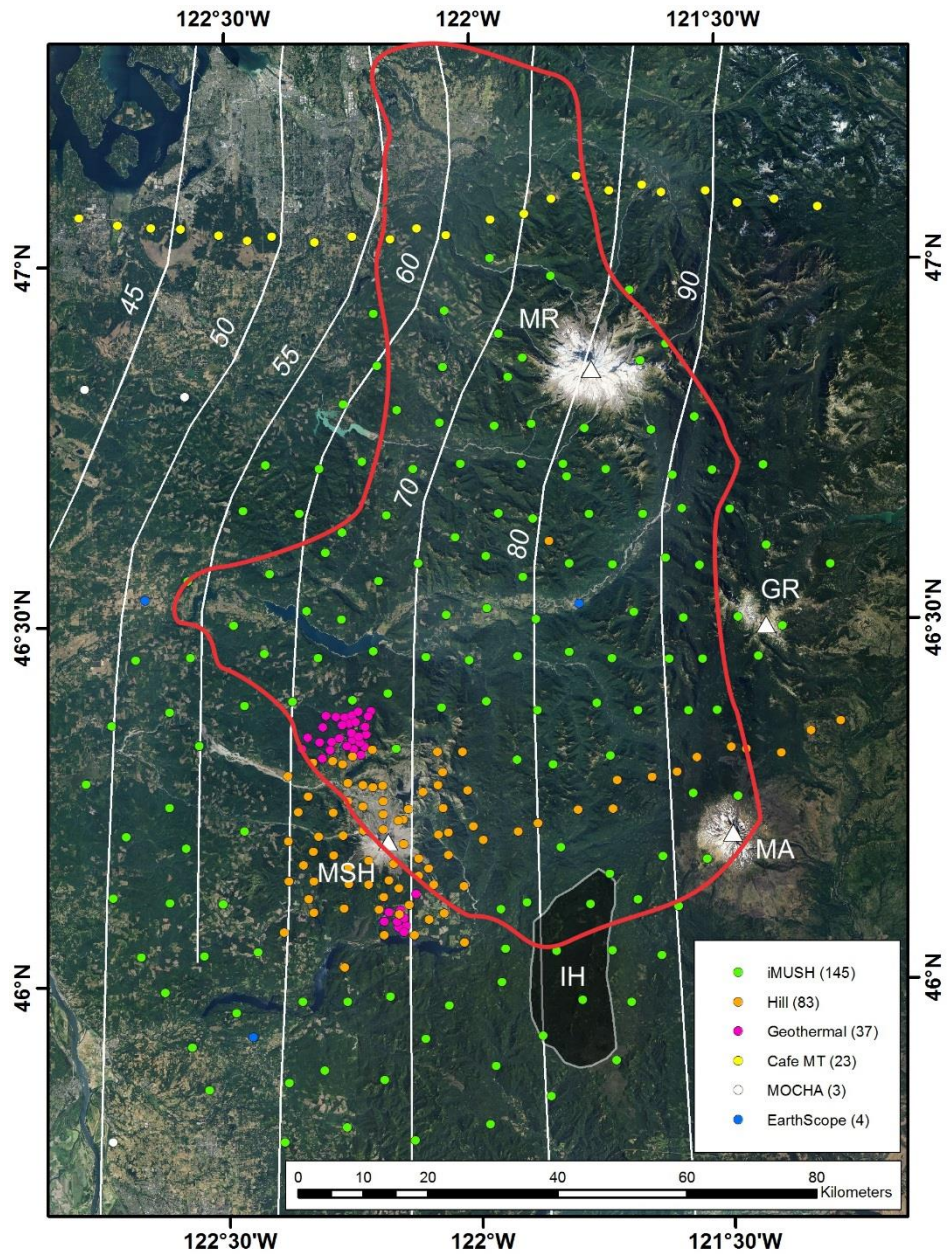 122°30'W 122°0'W 121°30'W
47°N 47°N
45
50
55
60
90
MR
70
80
GR
46°30'N 46°30'N
MSH
MA
IH
46°N 46°N
iMUSH (145)
Hill (83)
Geothermal (37)
Cafe MT (23)
MOCHA (3)
EarthScope (4)
0 10 20 40 60 80
Kilometers
122°30'W 122°W 121°30'W